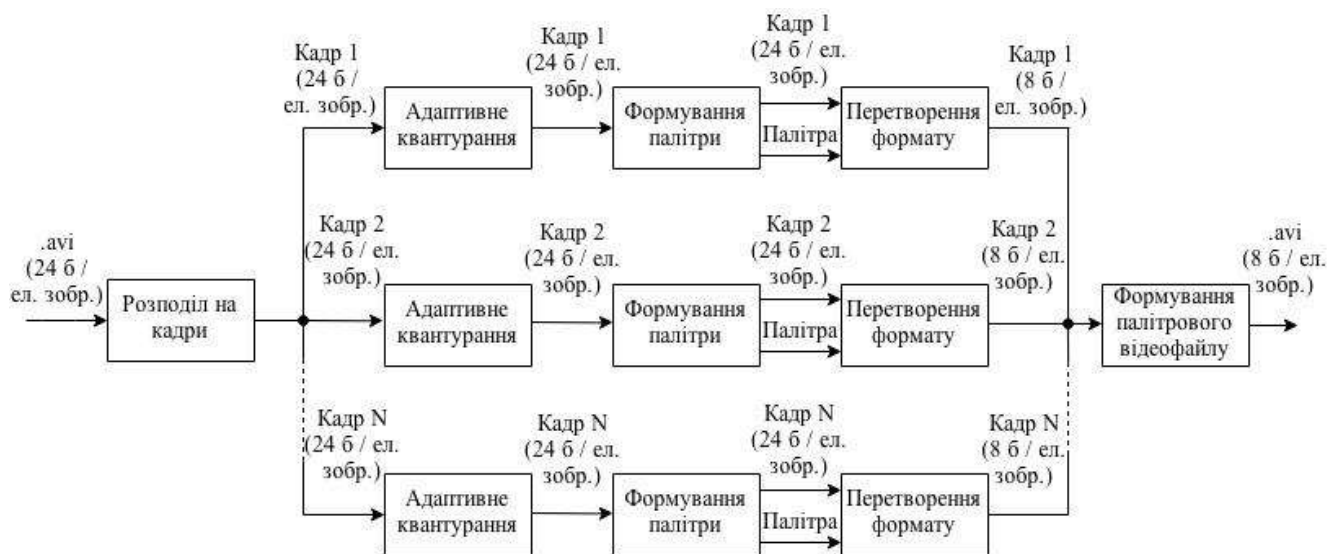 Кадр 1
(24 б /
ел. зобр.)
Кадр 1
(24 б / ел.
зобр.)
Кадр 1
(24 б / ел.
зобр.)
Кадр 1
(8 б /
ел. зобр.)
Адаптивне
квантурання
Формування
палітри
Палітра
Перетворення
формату
.avi
(24 б /
ел. зобр.)
Розподіл на
кадри
Кадр 2
(24 б / ел.
зобр.)
Кадр 2
(24 б / ел.
зобр.)
Кадр 2
(24 б / ел.
зобр.)
Кадр 2
(8 б / ел.
зобр.)
.avi
(8 б / ел.
зобр.)
Адаптивне
квантурання
Формування
палітри
Палітра
Перетворення
формату
Формування
палітрового
відеофайлу
Кадр N
(24 б / ел.
зобр.)
Кадр N
(24 б / ел.
зобр.)
Кадр N
(24 б / ел.
зобр.)
Кадр N
(8 б / ел.
зобр.)
Адаптивне
квантурання
Формування
палітри
Палітра
Перетворення
формату